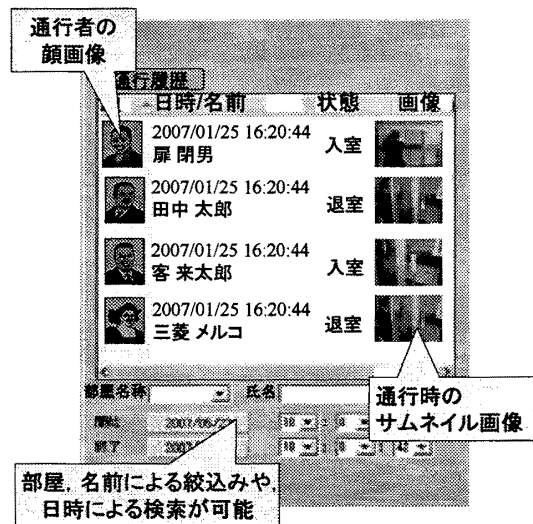 通行者の
顔画像
通行履歴
日時/名前 状態 画像
2007/01/25 16:20:44
扉 閉男
入室
2007/01/25 16:20:44
田中 太郎
退室
2007/01/25 16:20:44
客 来太郎
入室
2007/01/25 16:20:44
三菱 メルコ
退室
部屋名称 氏名
通行時の
サムネイル画像
開始
終了
部屋, 名前による絞込みや,
日時による検索が可能